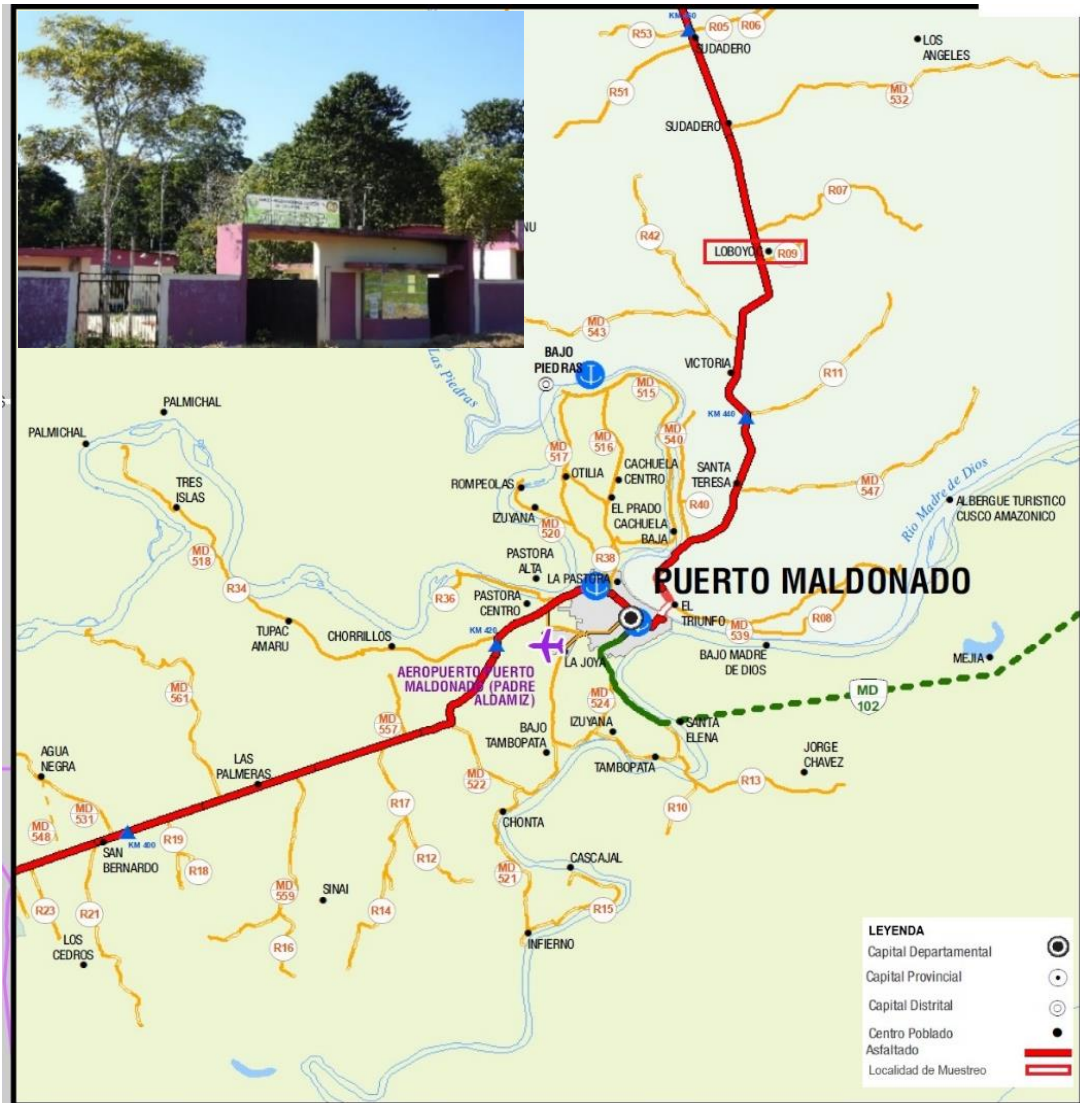 KM 460
R53
R05
R06
SUDADERO
LOS
ANGELES
R51
MD
532
SUDADERO
R07
R42
NU
LOBOYOC
R09
MD
543
BAJO
PIEDRAS
Las Piedras
VICTORIA
R11
MD
515
PALMICHAL
KM 440
PALMICHAL
MD
517
MD
516
MD
540
OTILIA
CACHUELA
CENTRO
SANTA
TERESA
MD
547
Rio Madre de Dios
TRES
ISLAS
ROMPEOLAS
IZUYANA
EL PRADO
CACHUELA
BAJA
R40
ALBERGUE TURISTICO
CUSCO AMAZONICO
MD
520
MD
518
PASTORA
ALTA
R38
LA PASTORA
PUERTO MALDONADO
R34
R36
PASTORA
CENTRO
EL
TRIUNFO
R08
TUPAC
AMARU
CHORRILLOS
KM 420
MD
539
LA JOYA
BAJO MADRE
DE DIOS
MEJIA
AEROPUERTO PUERTO
MALDONADO (PADRE
ALDAMIZ)
MD
561
MD
524
MD
102
MD
557
BAJO
TAMBOPATA
IZUYANA
SANTA
ELENA
AGUA
NEGRA
LAS
PALMERAS
TAMBOPATA
JORGE
CHAVEZ
MD
522
R13
MD
531
R17
R10
MD
548
KM 400
R19
CHONTA
SAN
BERNARDO
R18
R12
MD
521
CASCAJAL
MD
559
SINAI
R23
R21
R14
R15
LOS
CEDROS
R16
INFIERNO
LEYENDA
Capital Departamental
Capital Provincial
Capital Distrital
Centro Poblado
Asfaltado
Localidad de Muestreo